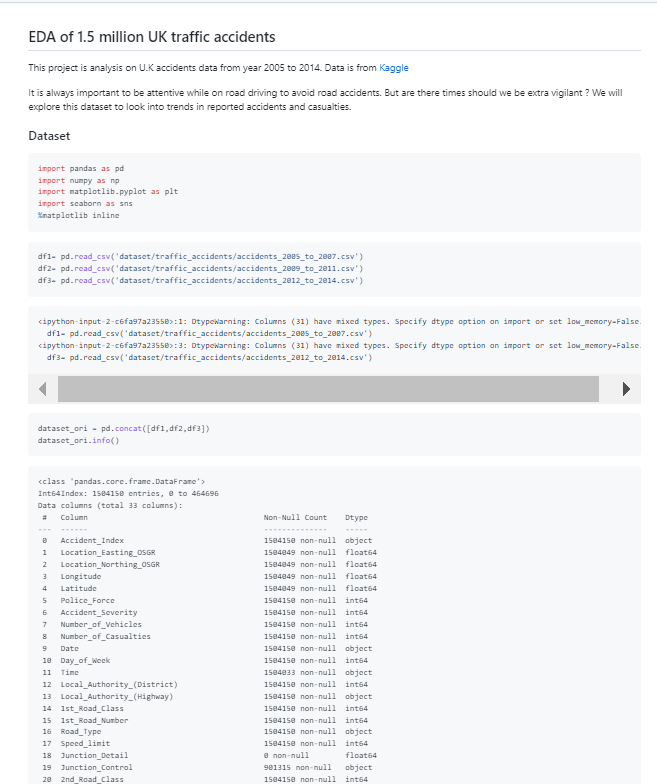 EDA of 1.5 million UK traffic accidents
This project is analysis on U.K accidents data from year 2005 to 2014. Data is from Kaggle
It is always important to be attentive while on road driving to avoid road accidents. But are there times should we be extra vigilant ? We will
explore this dataset to look into trends in reported accidents and casualties.
Dataset
import pandas as pd
import numpy as np
import matplotlib.pyplot as plt
import seaborn as sns
%matplotlib inline
df1= pd.read_csv('dataset/traffic_accidents/accidents_2005_to_2007.csv')
df2= pd.read_csv('dataset/traffic_accidents/accidents_2009_to_2011.csv')
df3= pd.read_csv('dataset/traffic_accidents/accidents_2012_to_2014.csv')
<ipython-input-2-c6fa97a23550>:1: DtypeWarning: Columns (31) have mixed types. Specify dtype option on import or set low_memory=False.
df1= pd.read_csv('dataset/traffic_accidents/accidents_2005_to_2007.csv')
<ipython-input-2-c6fa97a23550>:3: DtypeWarning: Columns (31) have mixed types. Specify dtype option on import or set low_memory=False.
df3= pd.read_csv('dataset/traffic_accidents/accidents_2012_to_2014.csv')
dataset_ori = pd.concat([df1,df2,df3])
dataset_ori.info()
<class 'pandas.core.frame.DataFrame'>
Int64Index: 1504150 entries, 0 to 464696
Data columns (total 33 columns):
# Column Non-Null Count Dtype
--- ------ -------------- -----
0 Accident_Index 1504150 non-null object
1 Location_Easting_OSGR 1504049 non-null float64
2 Location_Northing_OSGR 1504049 non-null float64
3 Longitude 1504049 non-null float64
4 Latitude 1504049 non-null float64
5 Police_Force 1504150 non-null int64
6 Accident_Severity 1504150 non-null int64
7 Number_of_Vehicles 1504150 non-null int64
8 Number_of_Casualties 1504150 non-null int64
9 Date 1504150 non-null object
10 Day_of_Week 1504150 non-null int64
11 Time 1504033 non-null object
12 Local_Authority_(District) 1504150 non-null int64
13 Local_Authority_(Highway) 1504150 non-null object
14 1st_Road_Class 1504150 non-null int64
15 1st_Road_Number 1504150 non-null int64
16 Road_Type 1504150 non-null object
17 Speed_limit 1504150 non-null int64
18 Junction_Detail 0 non-null float64
19 Junction_Control 901315 non-null object
20 2nd_Road_Class 1504150 non-null int64